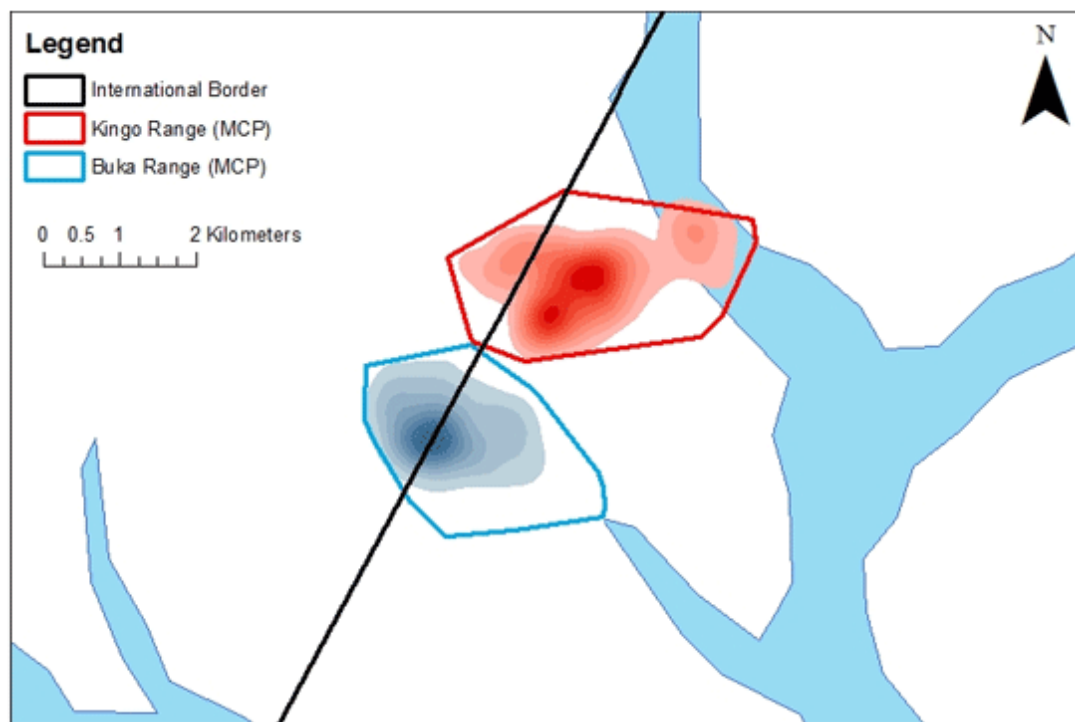 Legend
International Border
Kingo Range (MCP)
Buka Range (MCP)
0 0.5 1 2 Kilometers
N